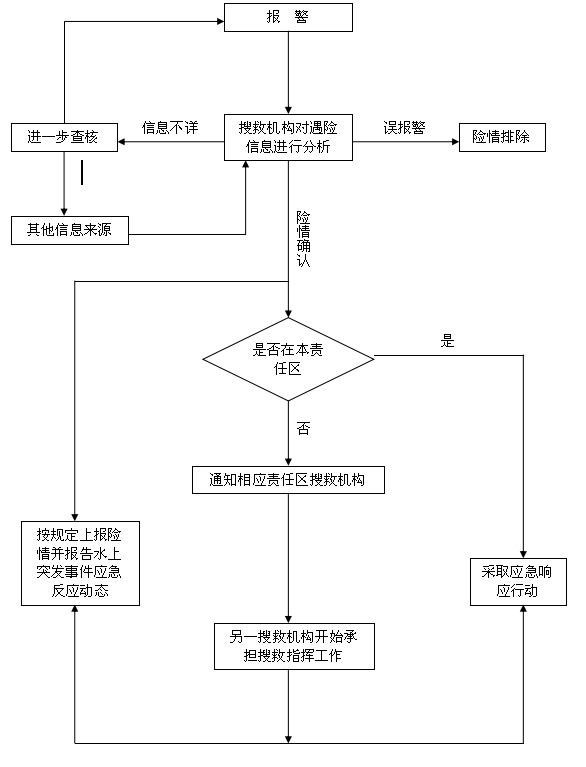 报 警
信息不详
误报警
进一步查核
搜救机构对遇险
信息进行分析
险情排除
其他信息来源
险
情
确
认
是否在本责
任区
是
否
通知相应责任区搜救机构
按规定上报险
情并报告水上
突发事件应急
反应动态
采取应急响
应行动
另一搜救机构开始承
担搜救指挥工作